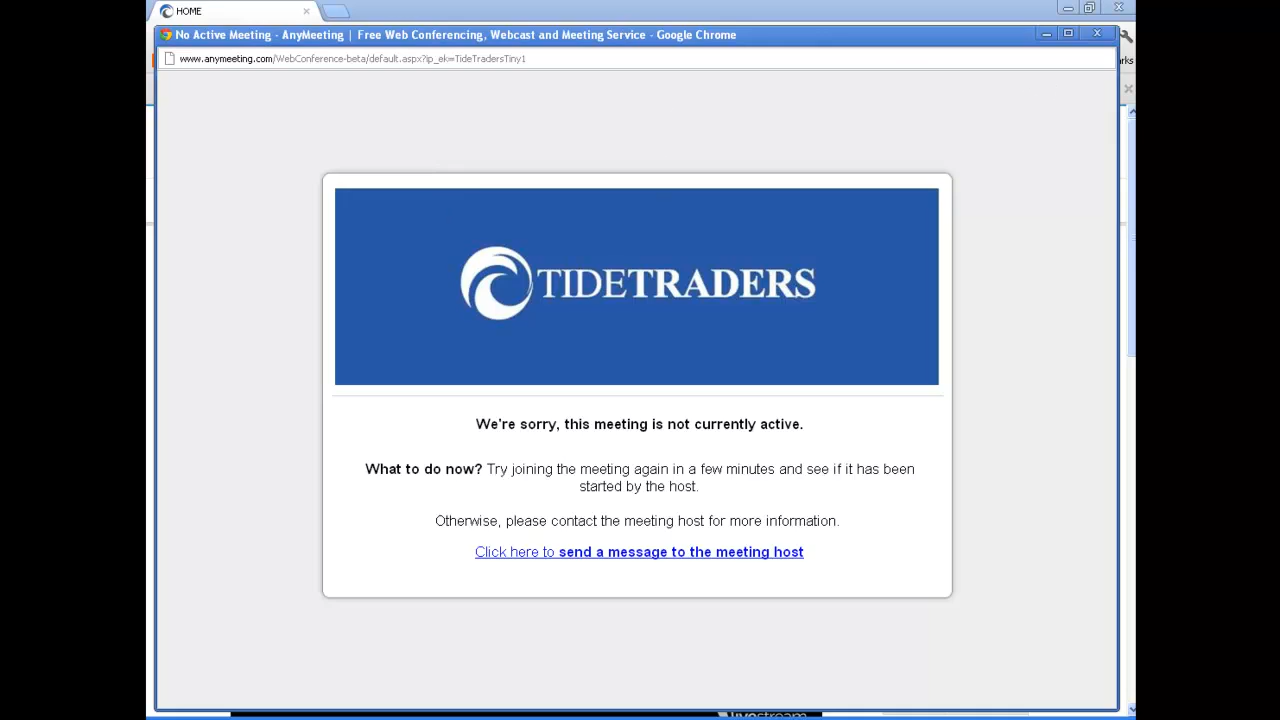 HOME
No Active Meeting - AnyMeeting | Free Web Conferencing, Webcast and Meeting Service - Google Chrome
www.anymeeting.com/WebConference-beta/default.aspx?ip_ek=TideTradersTiny1
rks
TIDETRADERS
We're sorry, this meeting is not currently active.
What to do now? Try joining the meeting again in a few minutes and see if it has been
started by the host.
Otherwise, please contact the meeting host for more information.
Click here to send a message to the meeting host
livestream